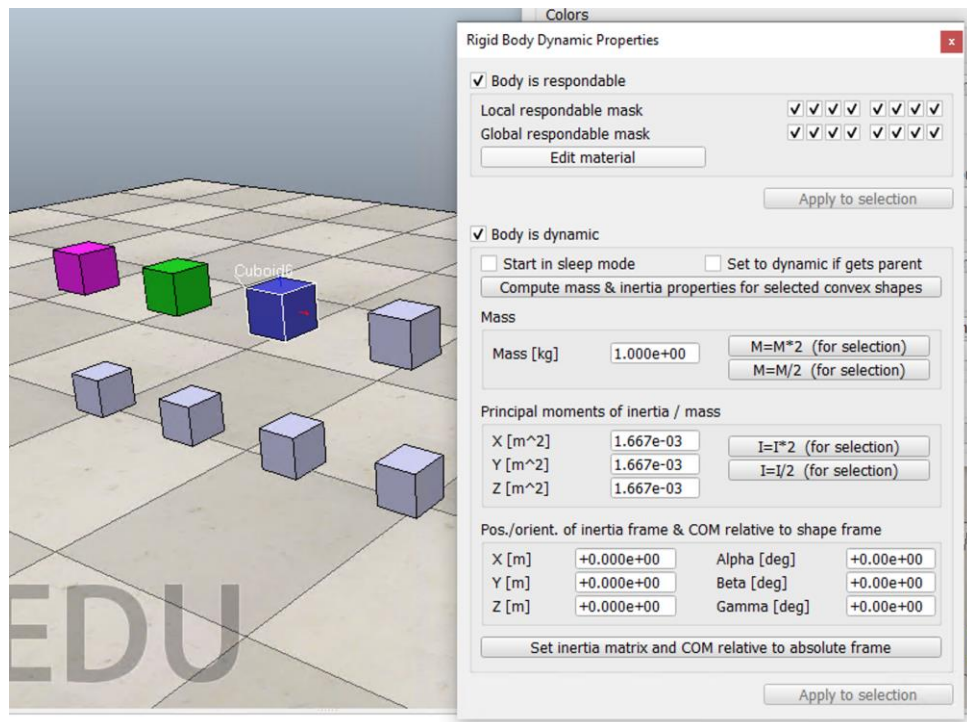 Colors
Rigid Body Dynamic Properties
x
Body is respondable
Local respondable mask
Global respondable mask
Edit material
Apply to selection
Body is dynamic
Start in sleep mode Set to dynamic if gets parent
Compute mass & inertia properties for selected convex shapes
Mass
Mass [kg] 1.000e+00 M=M*2 (for selection)
M=M/2 (for selection)
Principal moments of inertia / mass
X [m^2] 1.667e-03 I=I*2 (for selection)
Y [m^2] 1.667e-03 I=I/2 (for selection)
Z [m^2] 1.667e-03
Pos./orient. of inertia frame & COM relative to shape frame
X [m] +0.000e+00 Alpha [deg] +0.00e+00
Y [m] +0.000e+00 Beta [deg] +0.00e+00
Z [m] +0.000e+00 Gamma [deg] +0.00e+00
Set inertia matrix and COM relative to absolute frame
Apply to selection
Cuboid6
EDU